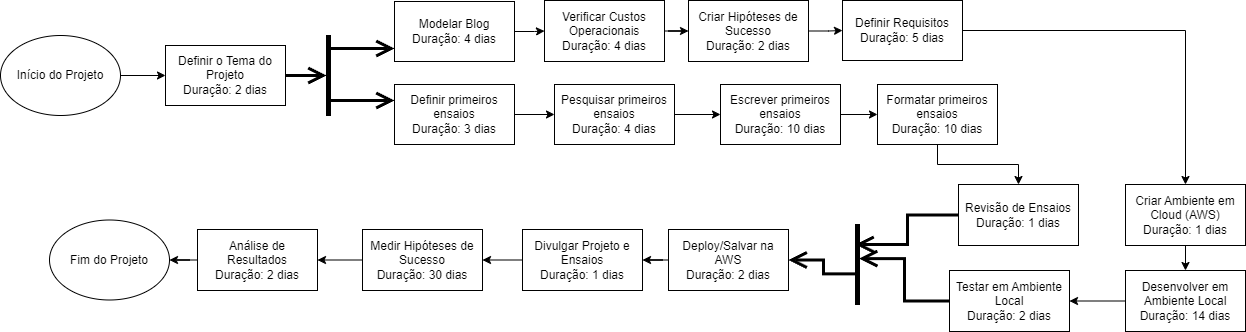 Início do Projeto
Definir o Tema do
Projeto
Duração: 2 dias
Modelar Blog
Duração: 4 dias
Verificar Custos
Operacionais
Duração: 4 dias
Criar Hipóteses de
Sucesso
Duração: 2 dias
Definir Requisitos
Duração: 5 dias
Definir primeiros
ensaios
Duração: 3 dias
Pesquisar primeiros
ensaios
Duração: 4 dias
Escrever primeiros
ensaios
Duração: 10 dias
Formatar primeiros
ensaios
Duração: 10 dias
Revisão de Ensaios
Duração: 1 dias
Criar Ambiente em
Cloud (AWS)
Duração: 1 dias
Desenvolver em
Ambiente Local
Duração: 14 dias
Testar em Ambiente
Local
Duração: 2 dias
Deploy/Salvar na
AWS
Duração: 2 dias
Divulgar Projeto e
Ensaios
Duração: 1 dias
Medir Hipóteses de
Sucesso
Duração: 30 dias
Análise de
Resultados
Duração: 2 dias
Fim do Projeto